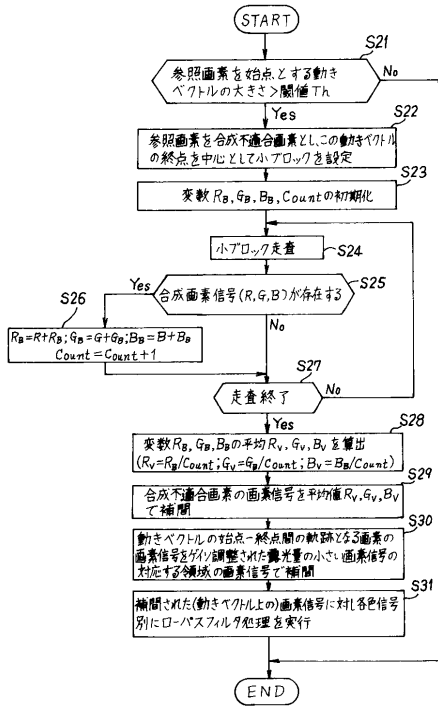 START
S21
参照画素を始点とする動き
ベクトルの大きさ>閾値Th
No
Yes
S22
参照画素を合成不適合画素とし、この動きベクトル
の終点を中心として小ブロックを設定
S23
変数RB,GB,BB,Countの初期化
小ブロック走査
S24
Yes
S25
合成画素信号(R,G,B)が存在する
S26
RB=R+RB;GB=G+GB;BB=B+BB
Count=Count+1
No
S27
走査終了
No
Yes
S28
変数RB,GB,BBの平均RV,GV,BVを算出
(RV=RB/Count;GV=GB/Count;BV=BB/Count)
S29
合成不適合画素の画素信号を平均値RV,GV,BV
で補間
S30
動きベクトルの始点-終点間の軌跡となる画素の
画素信号をゲイン調整された露光量の小さい画素信号の
対応する領域の画素信号で補間
S31
補間された(動きベクトル上の)画素信号に対し各色信号
別にローパスフィルタ処理を実行
END